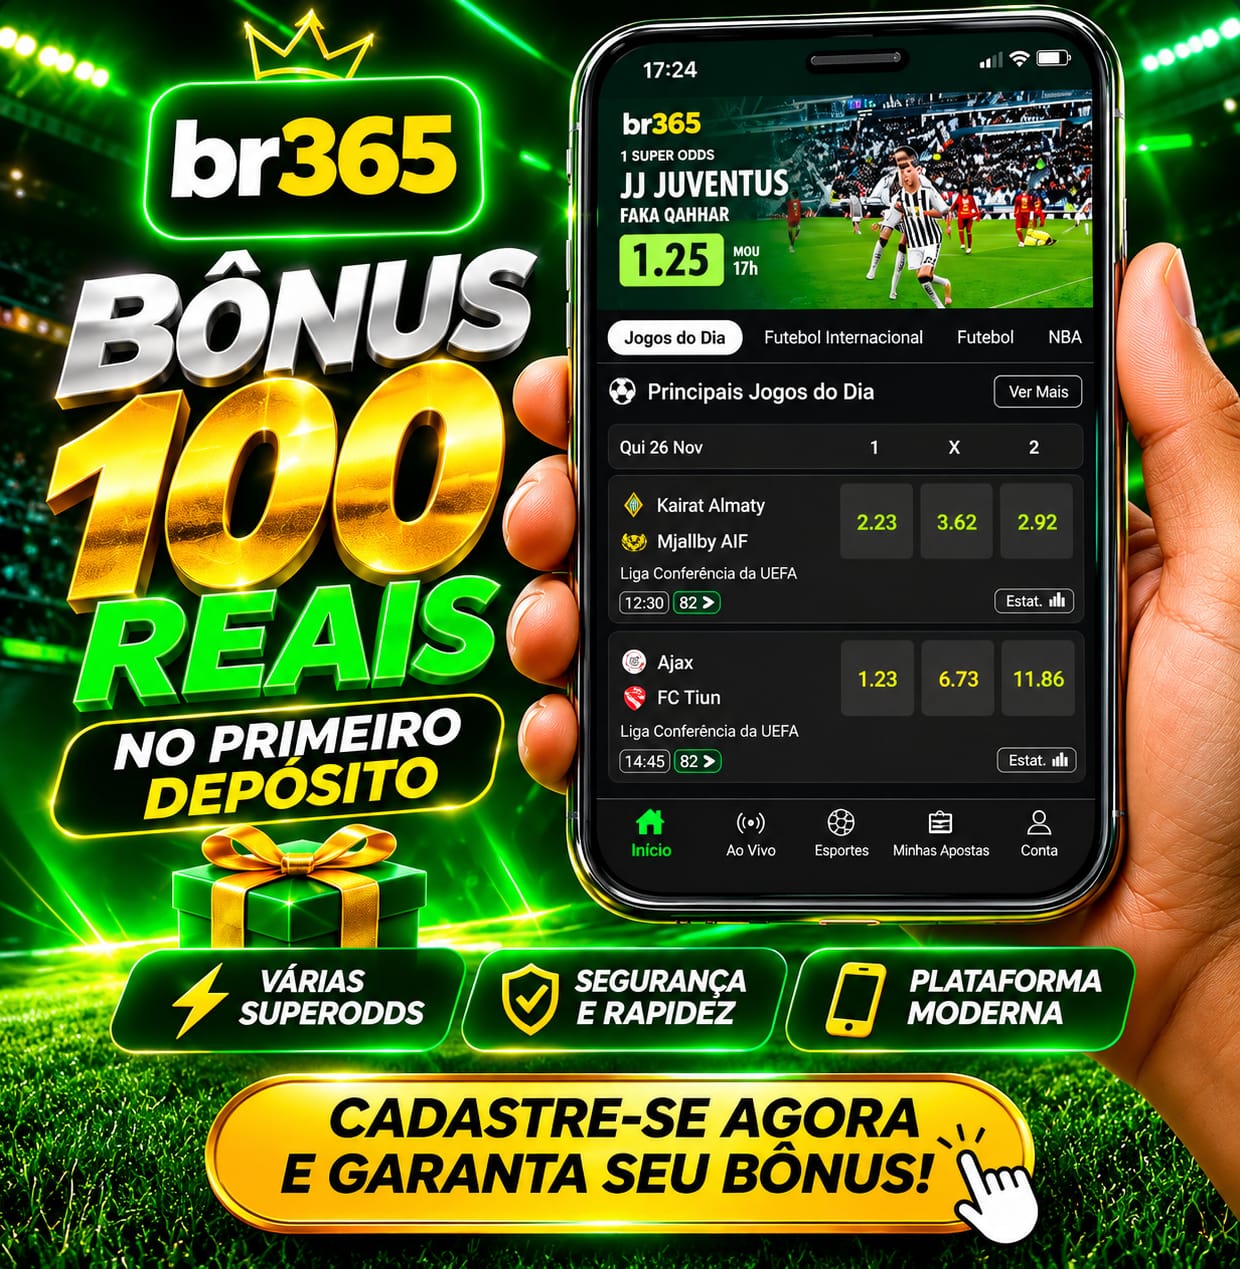 br365
BÔNUS
100
REAIS
NO PRIMEIRO
DEPÓSITO
17:24
br365
1 SUPER ODDS
JJ JUVENTUS
FAKA QAHHAR
1.25
MOU
17h
Jogos do Dia Futebol Internacional Futebol NBA
Principais Jogos do Dia Ver Mais
Qui 26 Nov 1 X 2
Kairat Almaty
Mjallby AIF
2.23 3.62 2.92
Liga Conferência da UEFA
12:30 82 > Estat.
Ajax
FC Tiun
1.23 6.73 11.86
Liga Conferência da UEFA
14:45 82 > Estat.
Início Ao Vivo Esportes Minhas Apostas Conta
VÁRIAS
SUPERODDS
SEGURANÇA
E RAPIDEZ
PLATAFORMA
MODERNA
CADASTRE-SE AGORA
E GARANTA SEU BÔNUS!